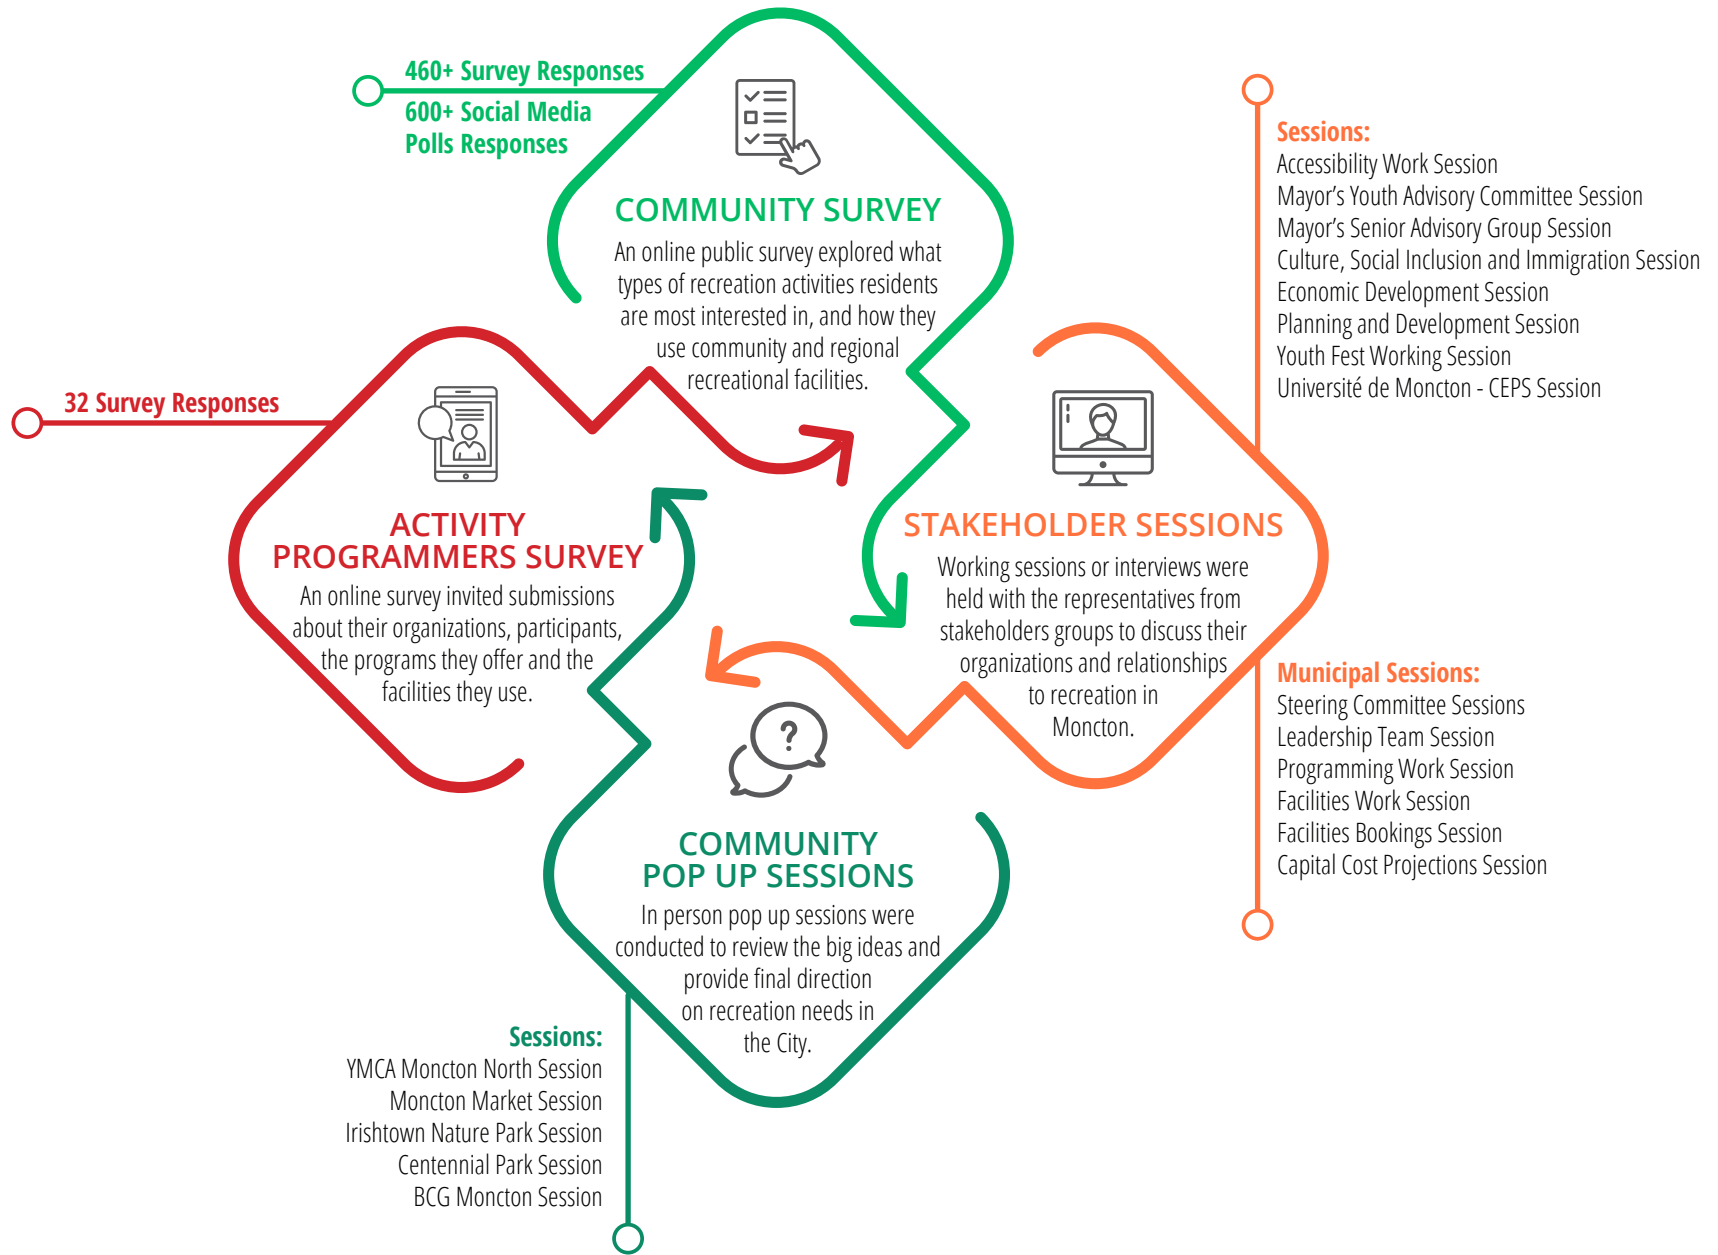 460+ Survey Responses
600+ Social Media
Polls Responses
COMMUNITY SURVEY
An online public survey explored what
types of recreation activities residents
are most interested in, and how they
use community and regional
recreational facilities.
Sessions:
Accessibility Work Session
Mayor’s Youth Advisory Committee Session
Mayor’s Senior Advisory Group Session
Culture, Social Inclusion and Immigration Session
Economic Development Session
Planning and Development Session
Youth Fest Working Session
Université de Moncton - CEPS Session
32 Survey Responses
ACTIVITY
PROGRAMMERS SURVEY
An online survey invited submissions
about their organizations, participants,
the programs they offer and the
facilities they use.
STAKEHOLDER SESSIONS
Working sessions or interviews were
held with the representatives from
stakeholders groups to discuss their
organizations and relationships
to recreation in
Moncton.
Municipal Sessions:
Steering Committee Sessions
Leadership Team Session
Programming Work Session
Facilities Work Session
Facilities Bookings Session
Capital Cost Projections Session
?
COMMUNITY
POP UP SESSIONS
In person pop up sessions were
conducted to review the big ideas and
provide final direction
on recreation needs in
the City.
Sessions:
YMCA Moncton North Session
Moncton Market Session
Irishtown Nature Park Session
Centennial Park Session
BCG Moncton Session